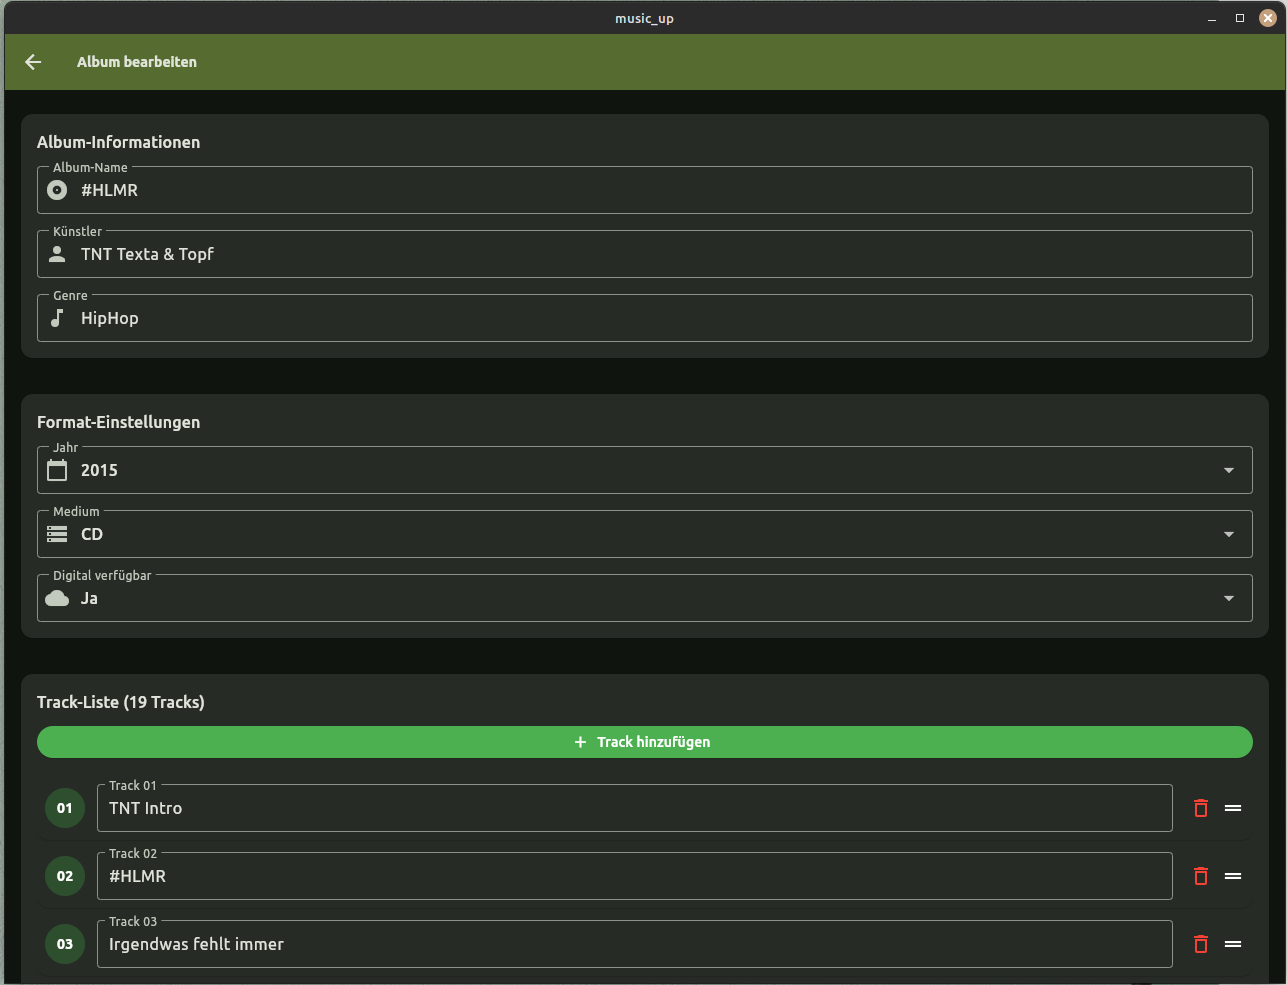 music_up
Album bearbeiten
Album-Informationen
Album-Name
#HLMR
Künstler
TNT Texta & Topf
Genre
HipHop
Format-Einstellungen
Jahr
2015
Medium
CD
Digital verfügbar
Ja
Track-Liste (19 Tracks)
+ Track hinzufügen
Track 01
01 TNT Intro
Track 02
02 #HLMR
Track 03
03 Irgendwas fehlt immer